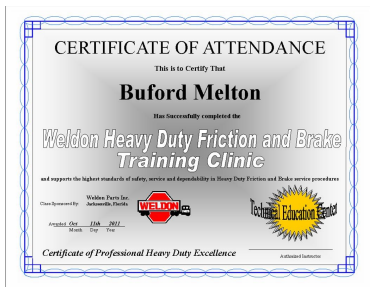 CERTIFICATE OF ATTENDANCE
This is to Certify That
Buford Melton
Has Successfully completed the
Weldon Heavy Duty Friction and Brake
Training Clinic
and supports the highest standards of safety, service and dependability in Heavy Duty Friction and Brake service procedures
Class Sponsored By: Weldon Parts Inc.
Jacksonville, Florida
WELDON
Technical Education Center
Awarded Oct 11th 2011
Month Day Year
Certificate of Professional Heavy Duty Excellence
Authorized Instructor